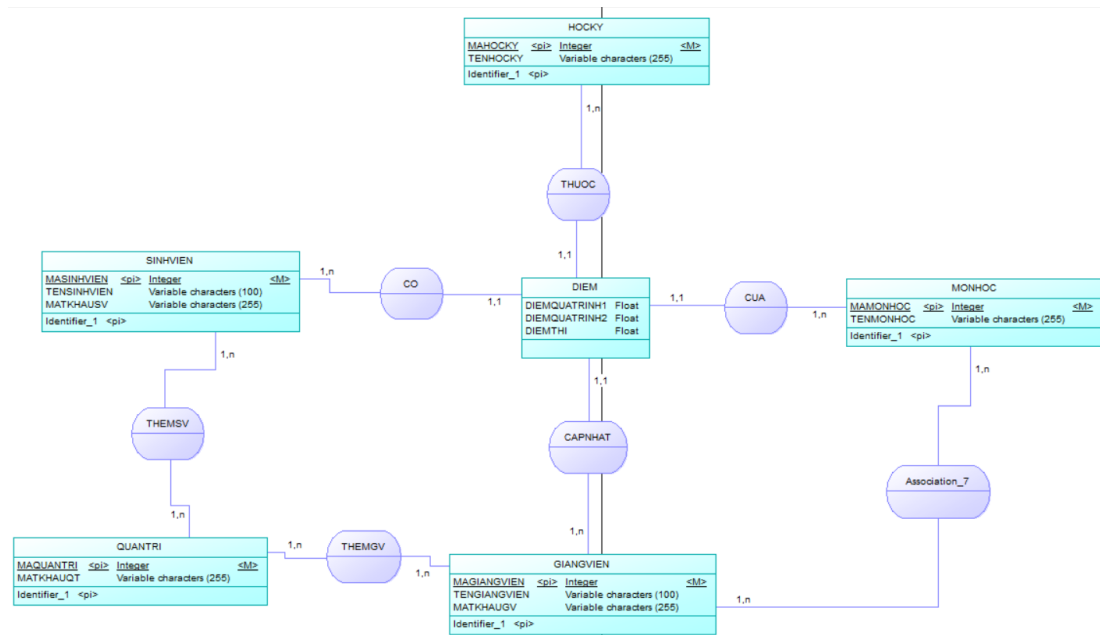 HOCKY
MAHOCKY <pi> Integer <M>
TENHOCKY Variable characters (255)
Identifier_1 <pi>
1,n
THUOC
1,1
SINHVIEN
MASINHVIEN <pi> Integer <M>
TENSINHVIEN Variable characters (100)
MATKHAUSV Variable characters (255)
Identifier_1 <pi>
1,n
CO
1,1
DIEM
DIEMQUATRINH1 Float
DIEMQUATRINH2 Float
DIEMTHI Float
1,1
CUA
1,n
MONHOC
MAMONHOC <pi> Integer <M>
TENMONHOC Variable characters (255)
Identifier_1 <pi>
1,n
1,1
1,n
THEMSV
CAPNHAT
Association_7
1,n
1,n
QUANTRI
MAQUANTRI <pi> Integer <M>
MATKHAUQT Variable characters (255)
Identifier_1 <pi>
1,n
THEMGV
1,n
GIANGVIEN
MAGIANGVIEN <pi> Integer <M>
TENGIANGVIEN Variable characters (100)
MATKHAUGV Variable characters (255)
Identifier_1 <pi>
1,n